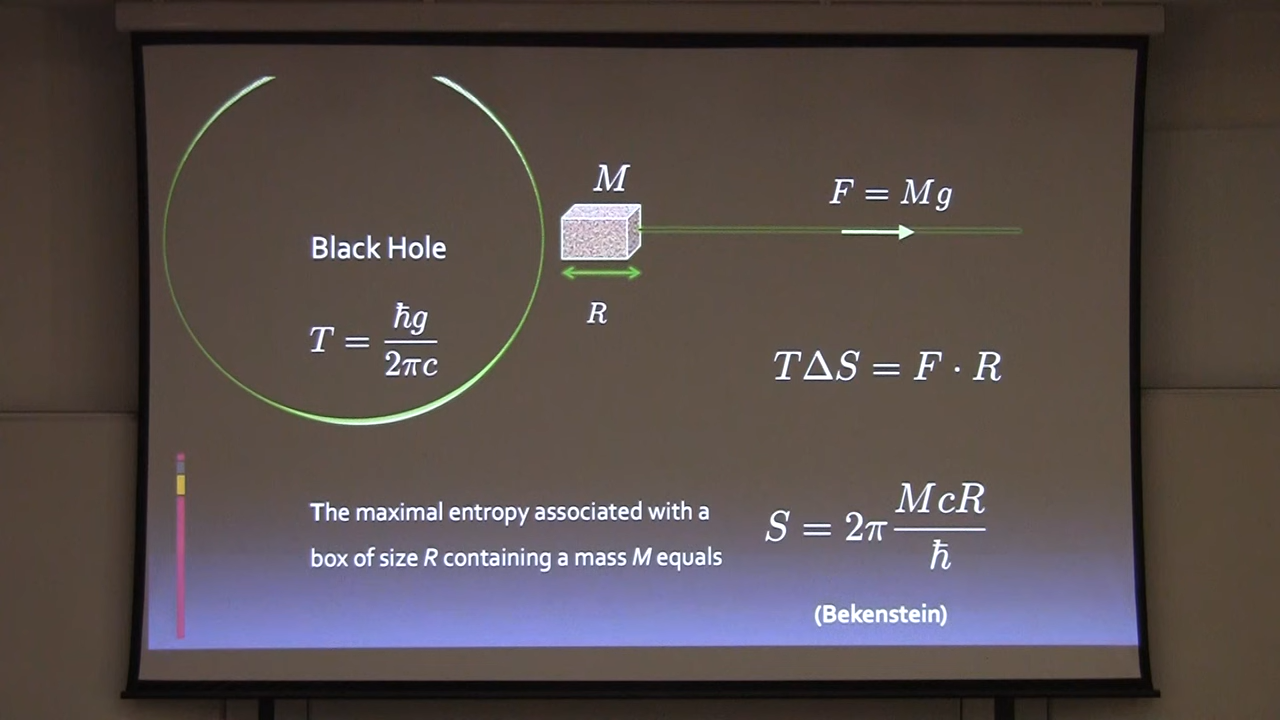 M
F = Mg
Black Hole
R
T = ħg / 2πc
TΔS = F · R
The maximal entropy associated with a
box of size R containing a mass M equals
S = 2π McR / ħ
(Bekenstein)